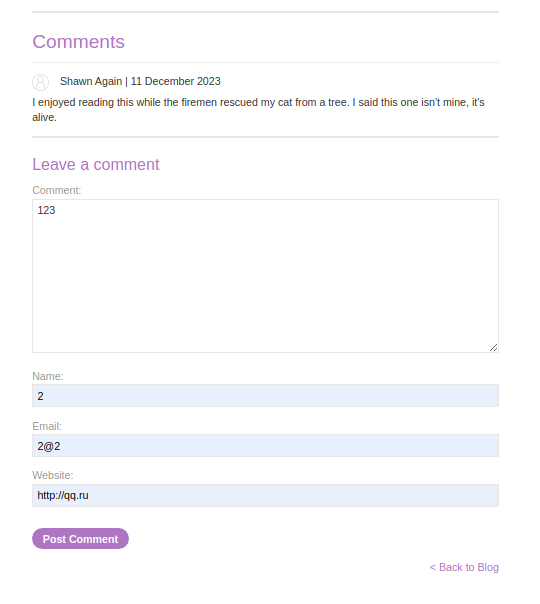 Comments
Shawn Again | 11 December 2023
I enjoyed reading this while the firemen rescued my cat from a tree. I said this one isn't mine, it's
alive.
Leave a comment
Comment:
123
Name:
2
Email:
2@2
Website:
http://qq.ru
Post Comment
< Back to Blog